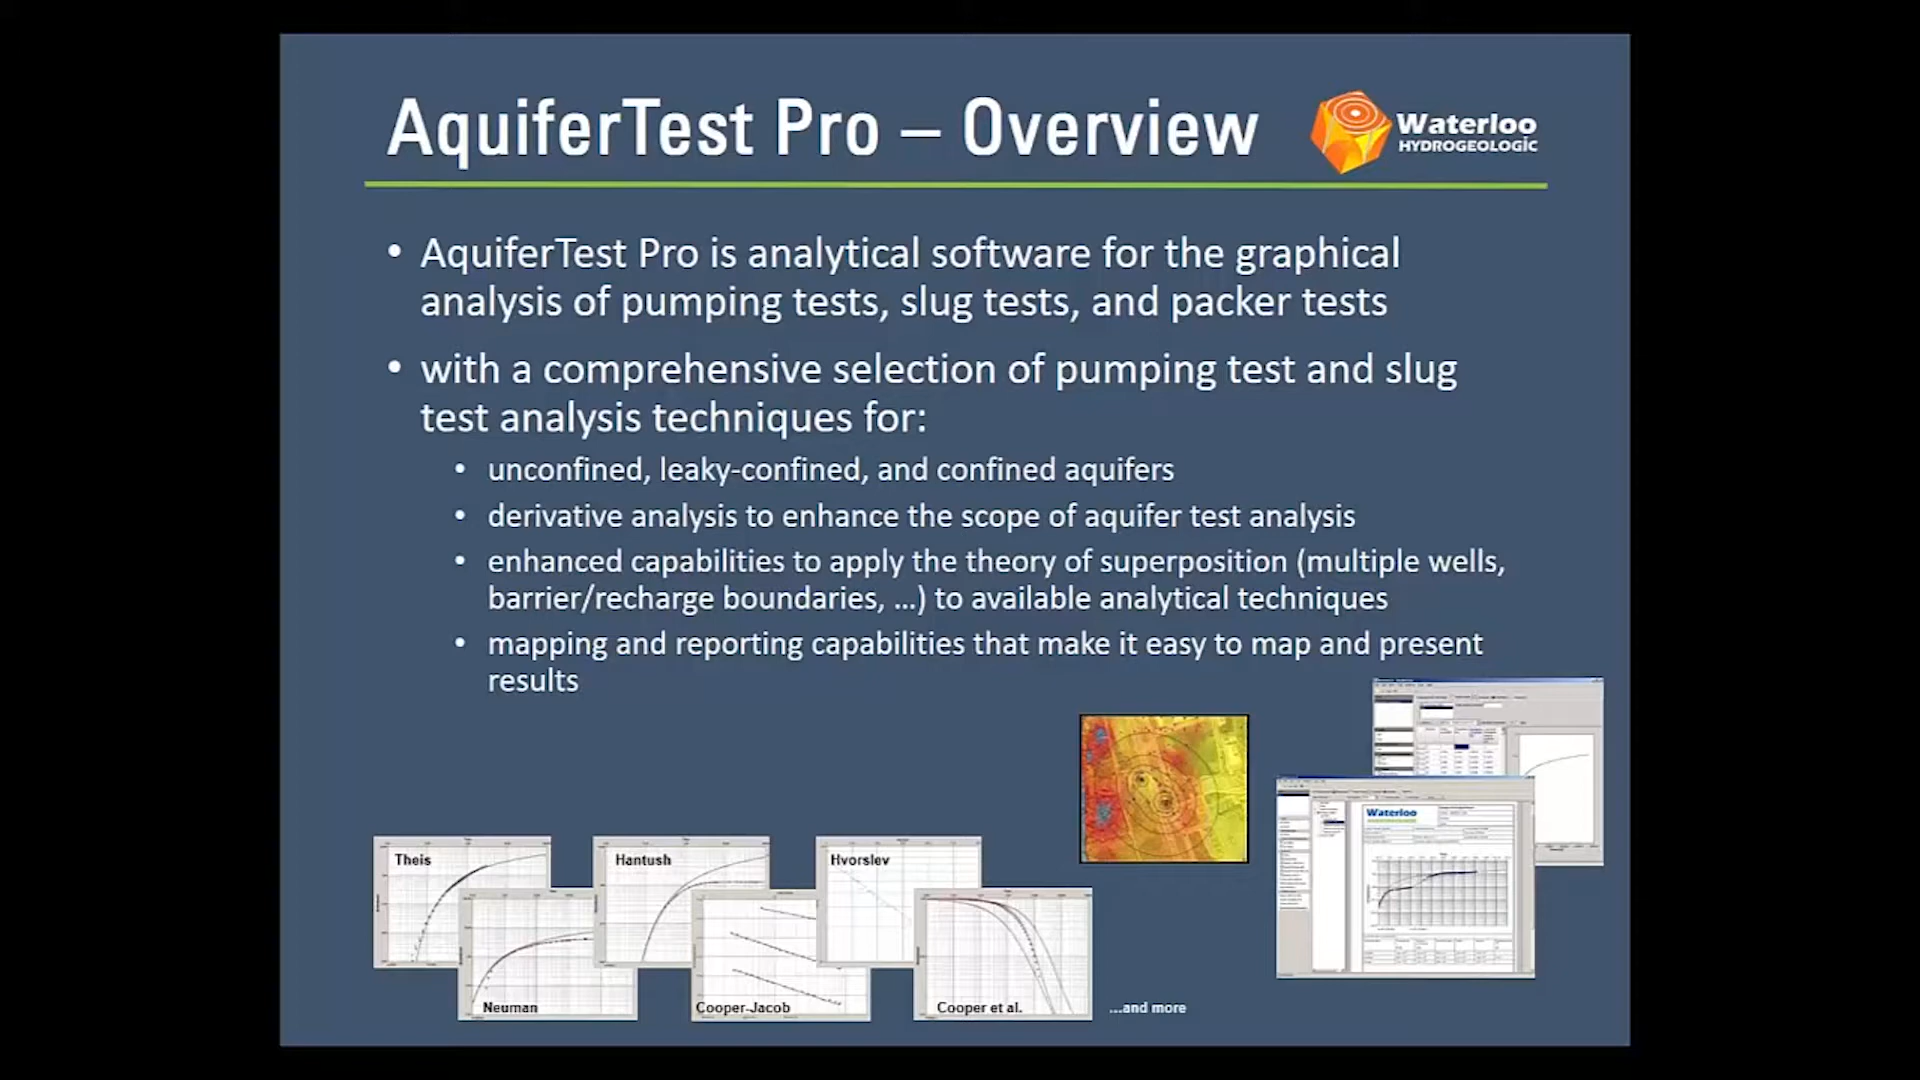 AquiferTest Pro – Overview
Waterloo
HYDROGEOLOGIC
• AquiferTest Pro is analytical software for the graphical
analysis of pumping tests, slug tests, and packer tests
• with a comprehensive selection of pumping test and slug
test analysis techniques for:
• unconfined, leaky-confined, and confined aquifers
• derivative analysis to enhance the scope of aquifer test analysis
• enhanced capabilities to apply the theory of superposition (multiple wells,
barrier/recharge boundaries, ...) to available analytical techniques
• mapping and reporting capabilities that make it easy to map and present
results
Waterloo
Theis
Hantush
Hvorslev
Neuman
Cooper-Jacob
Cooper et al.
...and more